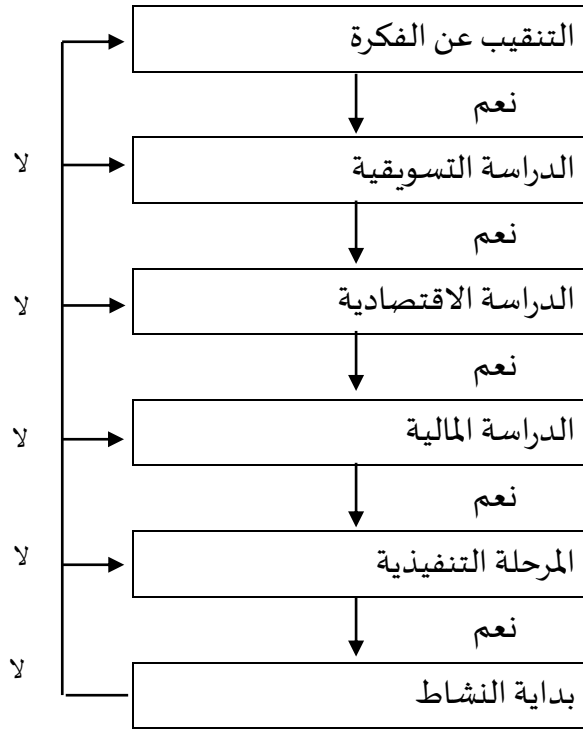 التنقيب عن الفكرة
نعم
لا
الدراسة التسويقية
نعم
لا
الدراسة الاقتصادية
نعم
لا
الدراسة المالية
نعم
لا
المرحلة التنفيذية
نعم
لا
بداية النشاط